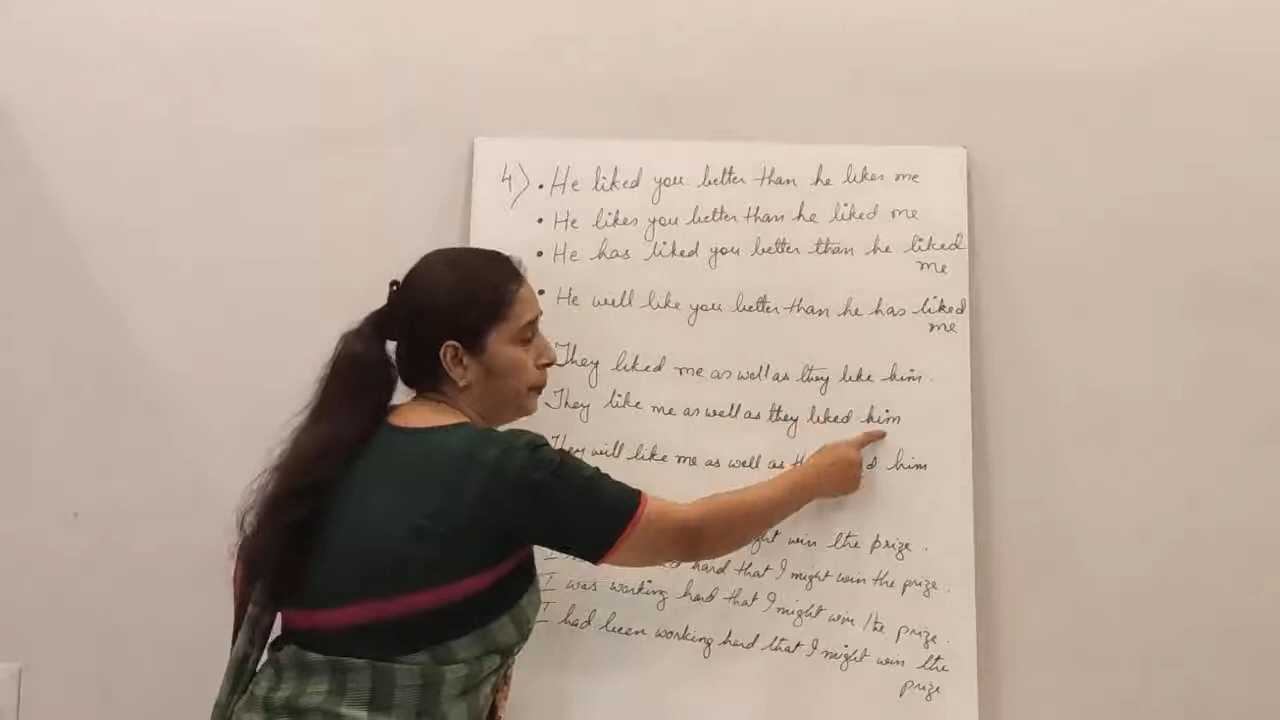 4) • He liked you better than he likes me
• He likes you better than he liked me
• He has liked you better than he liked
me
• He well like you better than he has liked
me
They liked me as well as they like him.
They like me as well as they liked him
They will like me as well as him
win the prize.
I hard that I might win the prize.
I was working hard that I might win the prize.
I had been working hard that I might win the
prize